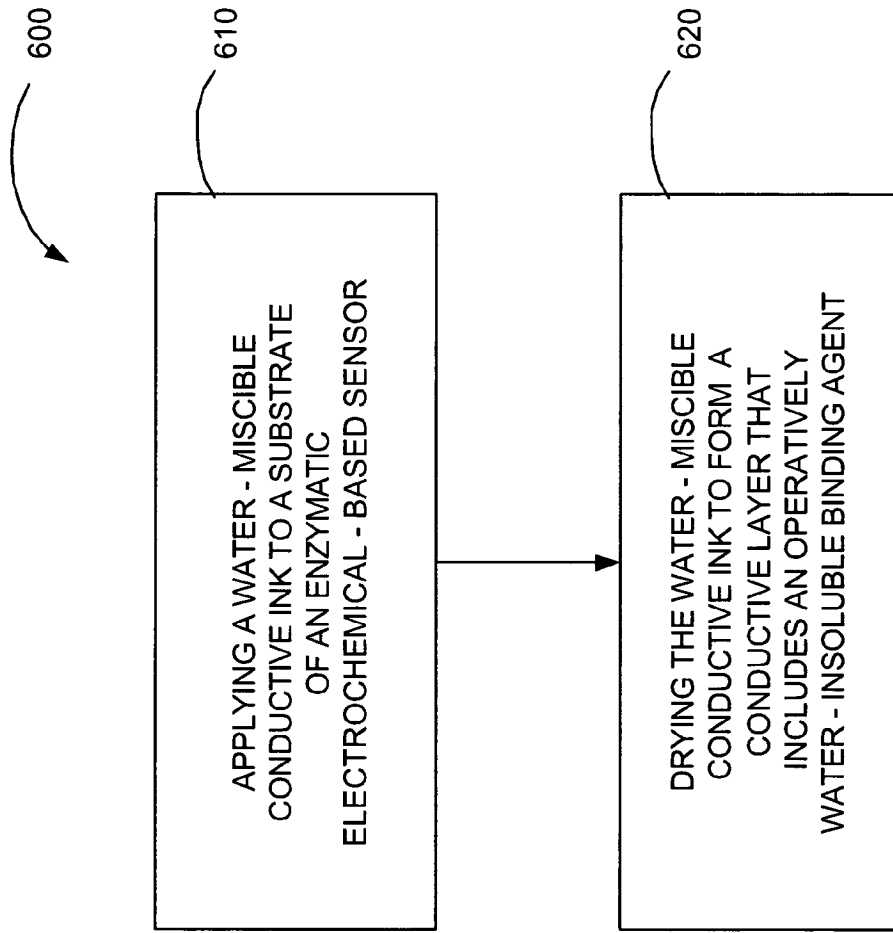 600
610
APPLYING A WATER - MISCIBLE
CONDUCTIVE INK TO A SUBSTRATE
OF AN ENZYMATIC
ELECTROCHEMICAL - BASED SENSOR
620
DRYING THE WATER - MISCIBLE
CONDUCTIVE INK TO FORM A
CONDUCTIVE LAYER THAT
INCLUDES AN OPERATIVELY
WATER - INSOLUBLE BINDING AGENT